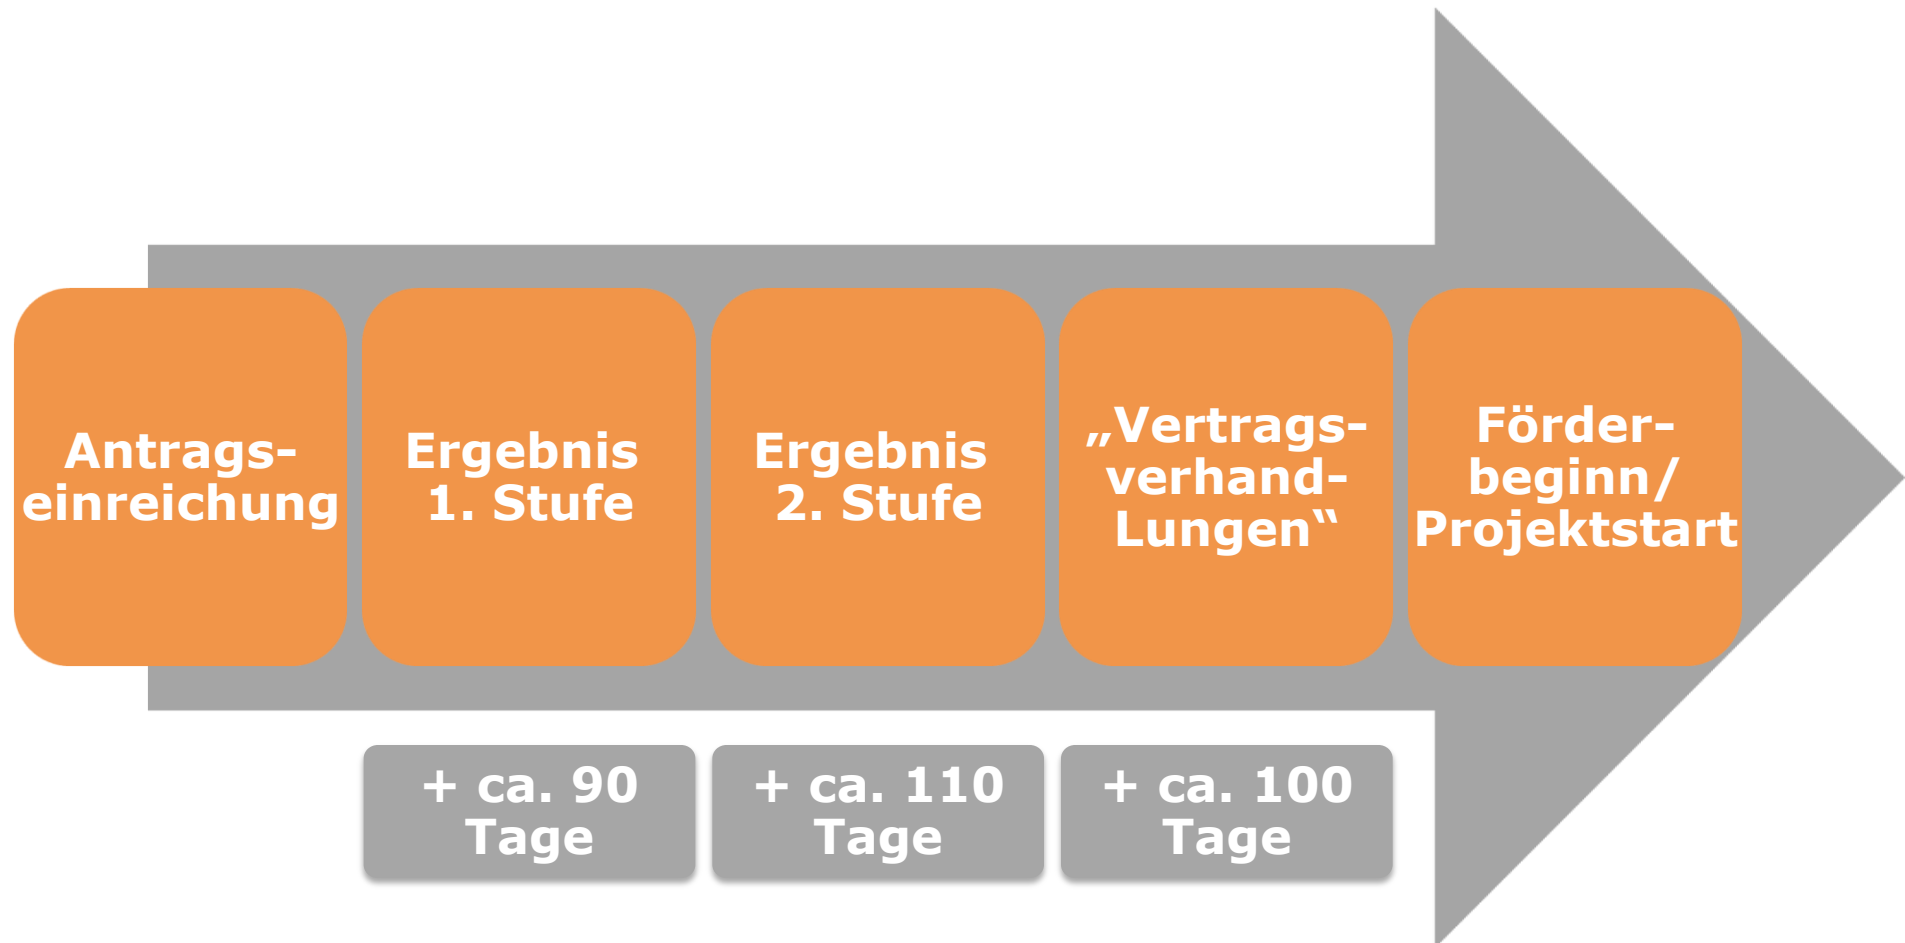 Antrags-
einreichung
Ergebnis
1. Stufe
Ergebnis
2. Stufe
„Vertrags-
verhand-
Lungen“
Förder-
beginn/
Projektstart
+ ca. 90
Tage
+ ca. 110
Tage
+ ca. 100
Tage